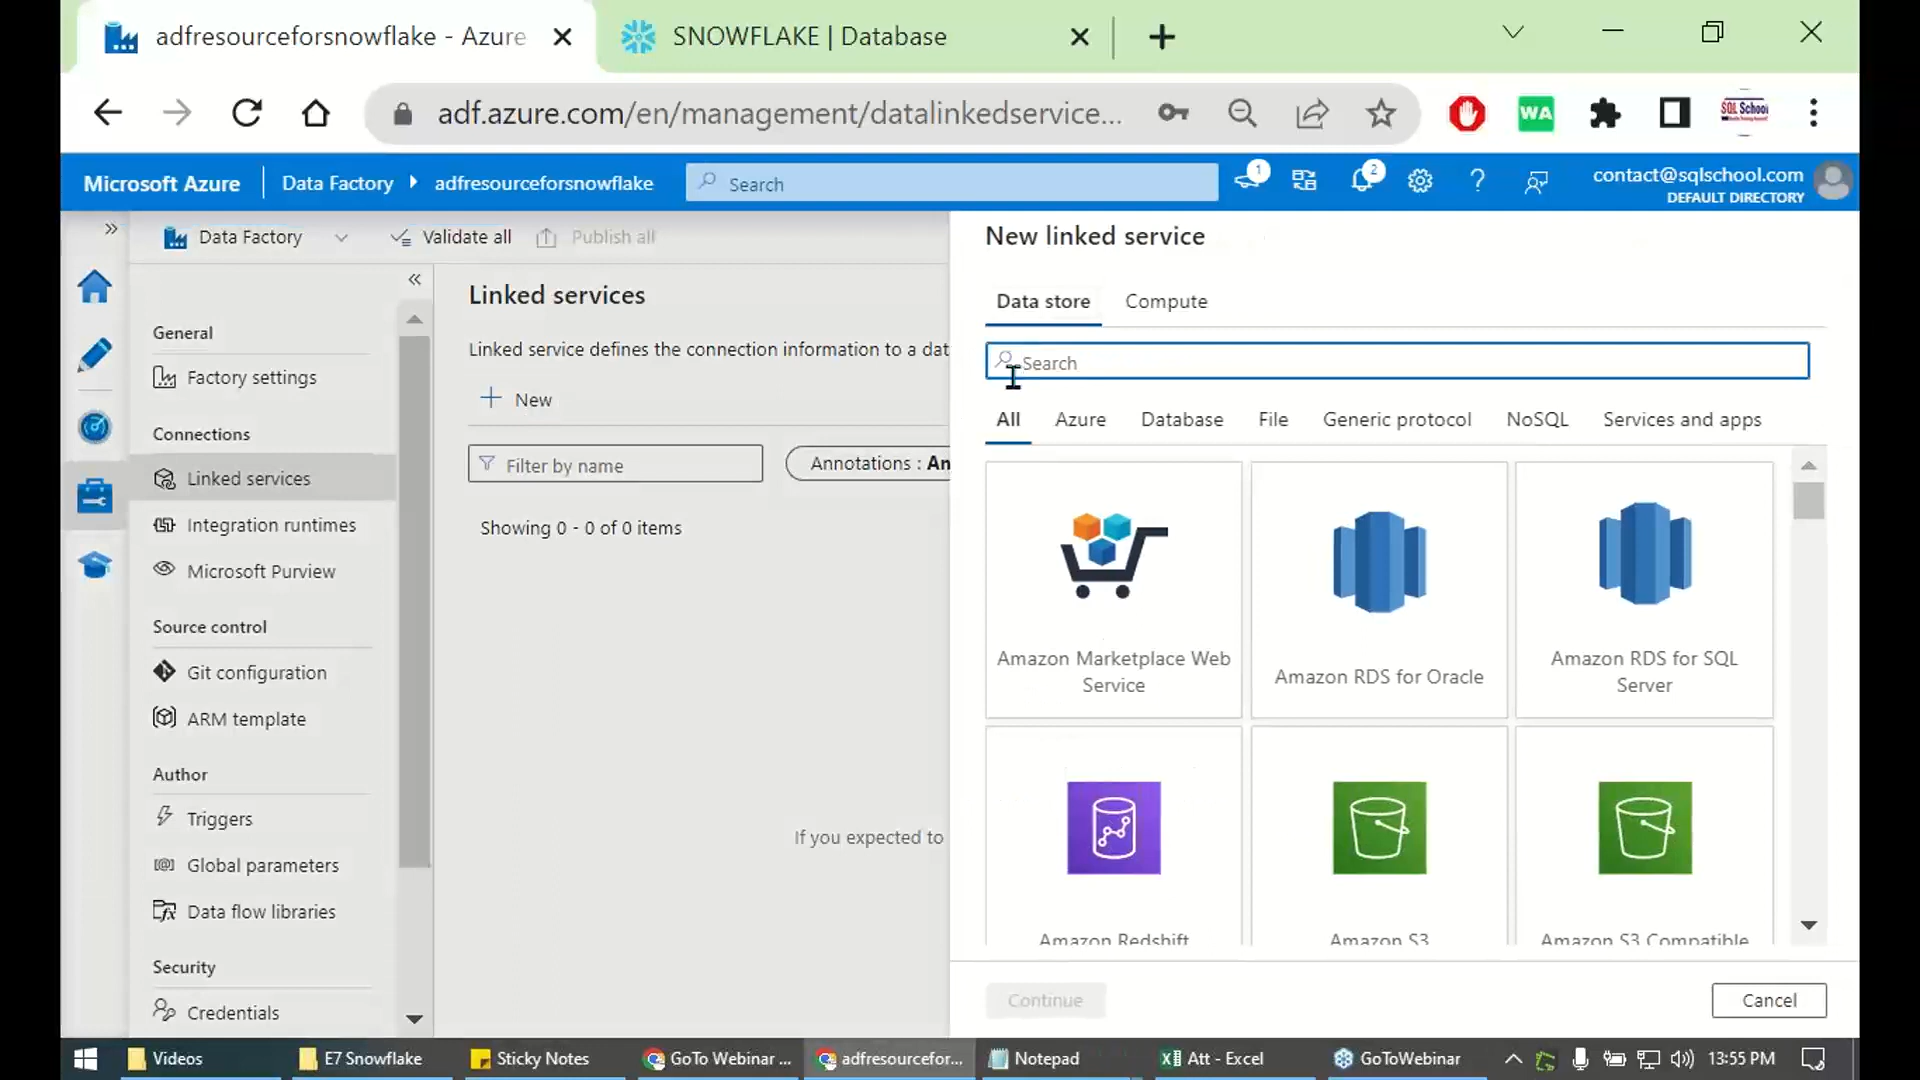 adfresourceforsnowflake - Azure
SNOWFLAKE | Database
adf.azure.com/en/management/datalinkedservice...
WA
SQL School
Microsoft Azure
Data Factory
adfresourceforsnowflake
Search
1
2
contact@sqlschool.com
DEFAULT DIRECTORY
Data Factory
Validate all
Publish all
General
Factory settings
Connections
Linked services
Integration runtimes
Microsoft Purview
Source control
Git configuration
ARM template
Author
Triggers
Global parameters
Data flow libraries
Security
Credentials
Linked services
Linked service defines the connection information to a dat
New
Filter by name
Annotations : An
Showing 0 - 0 of 0 items
If you expected to
New linked service
Data store
Compute
Search
All
Azure
Database
File
Generic protocol
NoSQL
Services and apps
Amazon Marketplace Web
Service
Amazon RDS for Oracle
Amazon RDS for SQL
Server
Amazon Redshift
Amazon S3
Amazon S3 Compatible
Continue
Cancel
Videos
E7 Snowflake
Sticky Notes
GoTo Webinar ...
adfresourcefor...
Notepad
Att - Excel
GoToWebinar
13:55 PM